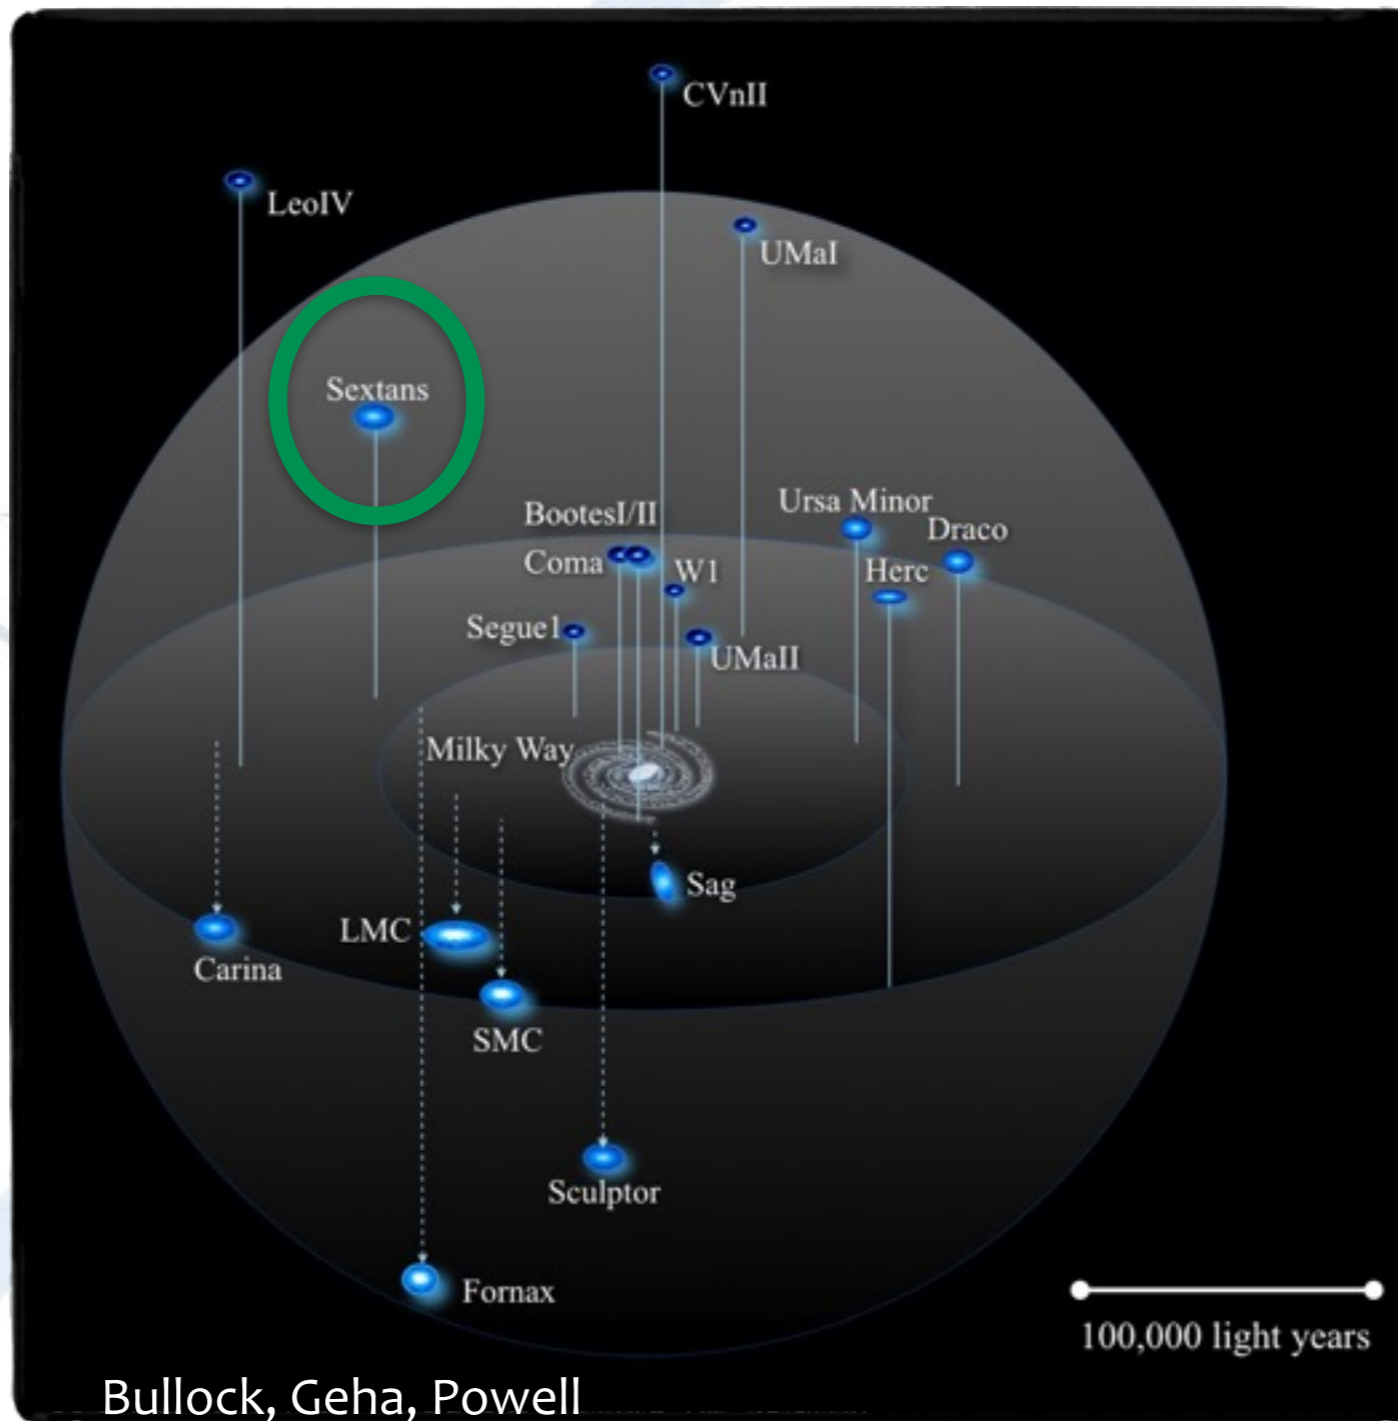 CVnII
LeoIV
UMaI
Sextans
Ursa Minor
BootesI/II
Draco
Coma
W1
Herc
Segue1
UMaII
Milky Way
Sag
LMC
Carina
SMC
Sculptor
Fornax
100,000 light years
Bullock, Geha, Powell